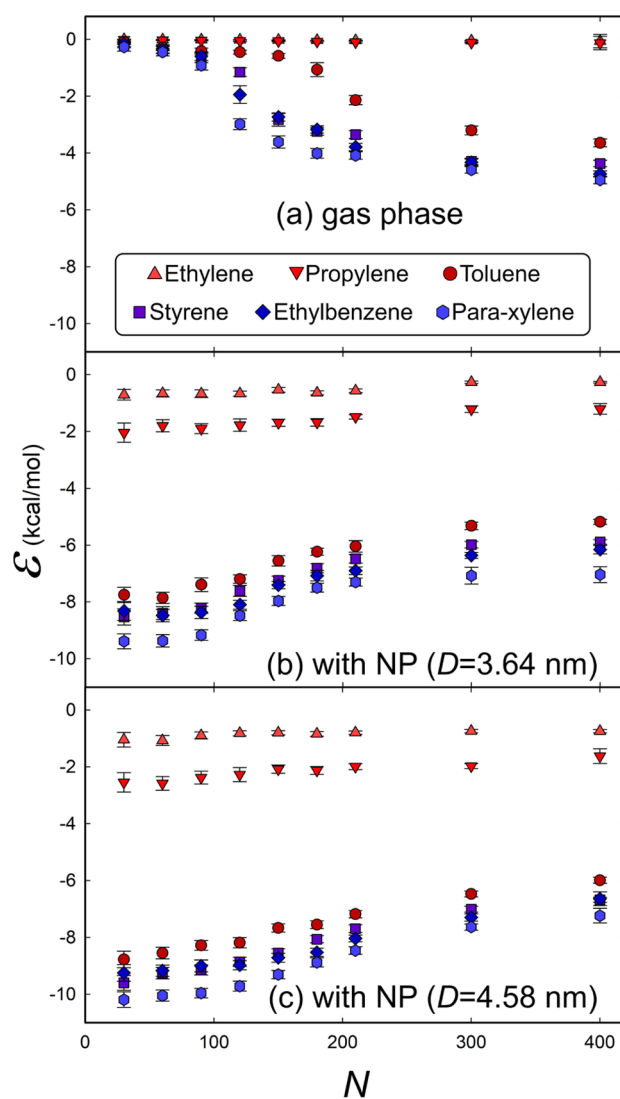 0
-2
-4
-6
-8
-10
(a) gas phase
Ethylene Propylene Toluene
Styrene Ethylbenzene Para-xylene
0
-2
-4
-6
-8
-10
(b) with NP (D=3.64 nm)
ℰ (kcal/mol)
0
-2
-4
-6
-8
-10
(c) with NP (D=4.58 nm)
0 100 200 300 400
N